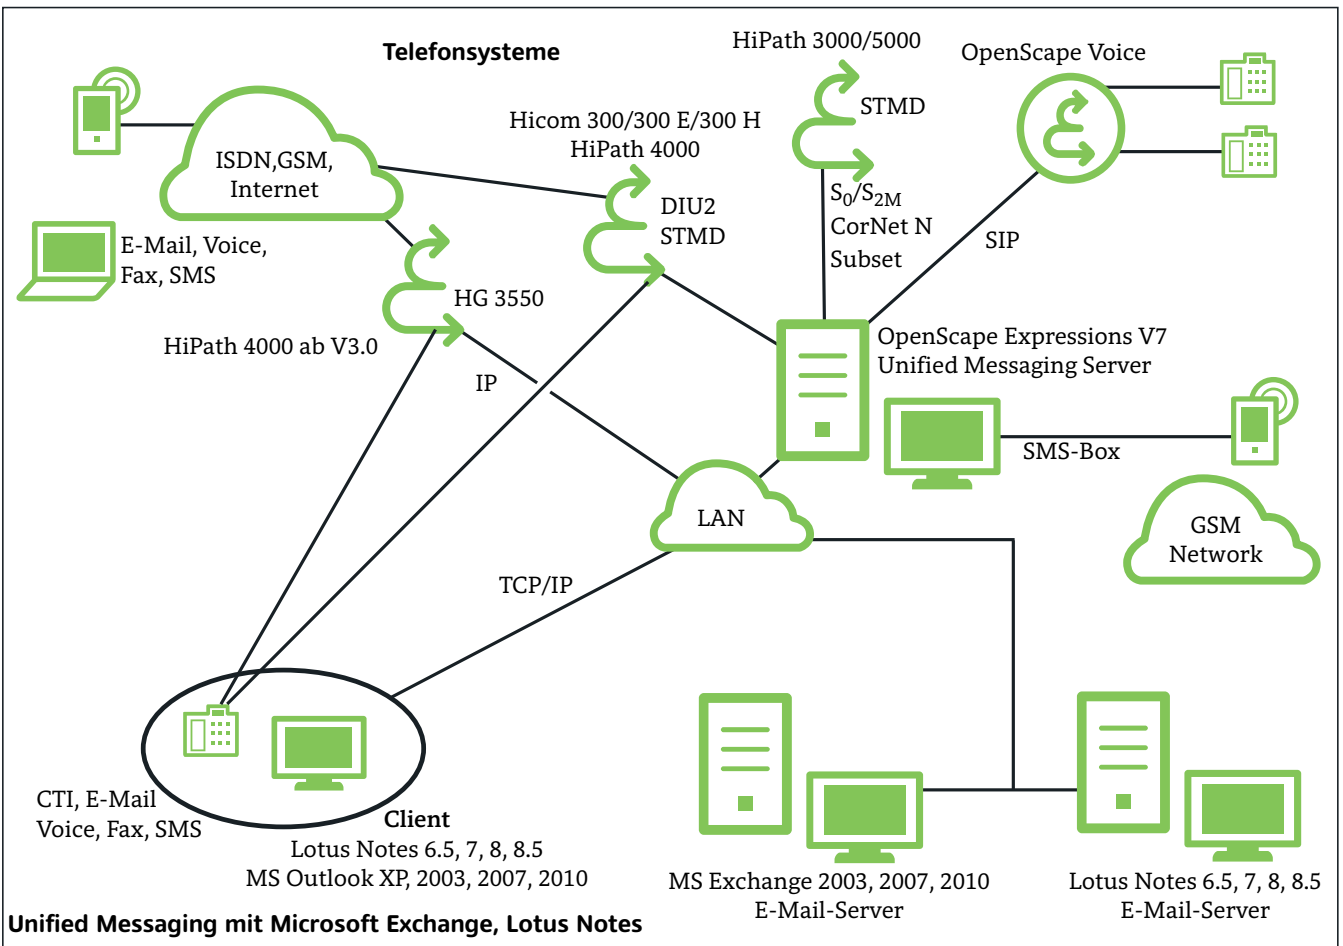 Telefonsysteme
HiPath 3000/5000
OpenScape Voice
STMD
Hicom 300/300 E/300 H
HiPath 4000
ISDN,GSM,
Internet
DIU2
STMD
S0/S2M
CorNet N
Subset
SIP
E-Mail, Voice,
Fax, SMS
HG 3550
HiPath 4000 ab V3.0
OpenScape Expressions V7
Unified Messaging Server
IP
SMS-Box
LAN
GSM
Network
TCP/IP
CTI, E-Mail
Voice, Fax, SMS
Client
Lotus Notes 6.5, 7, 8, 8.5
MS Outlook XP, 2003, 2007, 2010
MS Exchange 2003, 2007, 2010
E-Mail-Server
Lotus Notes 6.5, 7, 8, 8.5
E-Mail-Server
Unified Messaging mit Microsoft Exchange, Lotus Notes